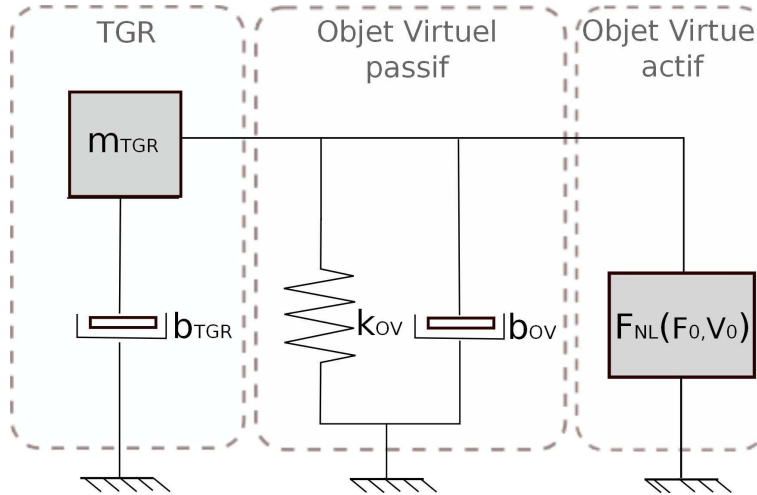 TGR
Objet Virtuel
passif
Objet Virtue
actif
mTGR
bTGR
kOV
bOV
FNL(F0,V0)